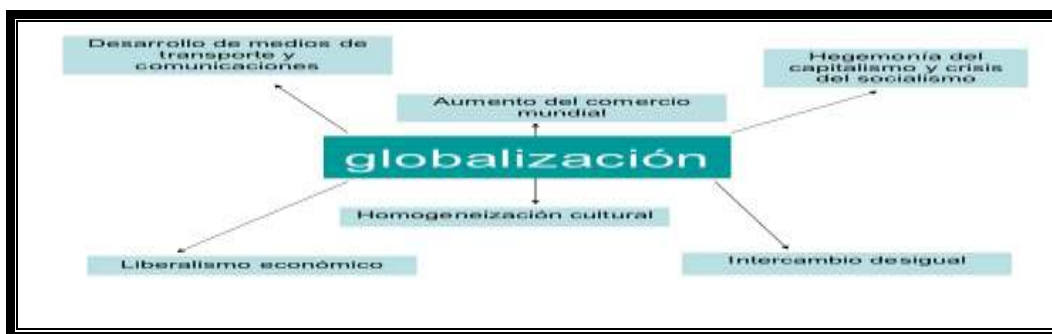 Desarrollo de medios de
transporte y
comunicaciones
Hegemonía del
capitalismo y crisis
del socialismo
Aumento del comercio
mundial
globalización
Homogeneización cultural
Liberalismo económico
Intercambio desigual